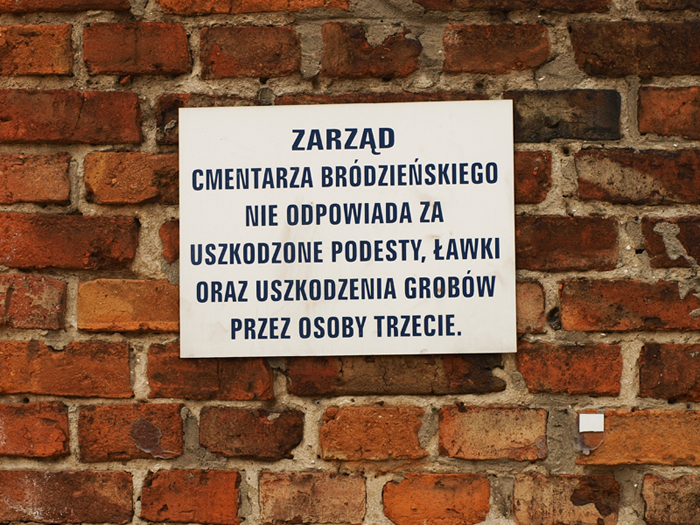 ZARZĄD
CMENTARZA BRÓDZIEŃSKIEGO
NIE ODPOWIADA ZA
USZKODZONE PODESTY, ŁAWKI
ORAZ USZKODZENIA GROBÓW
PRZEZ OSOBY TRZECIE.